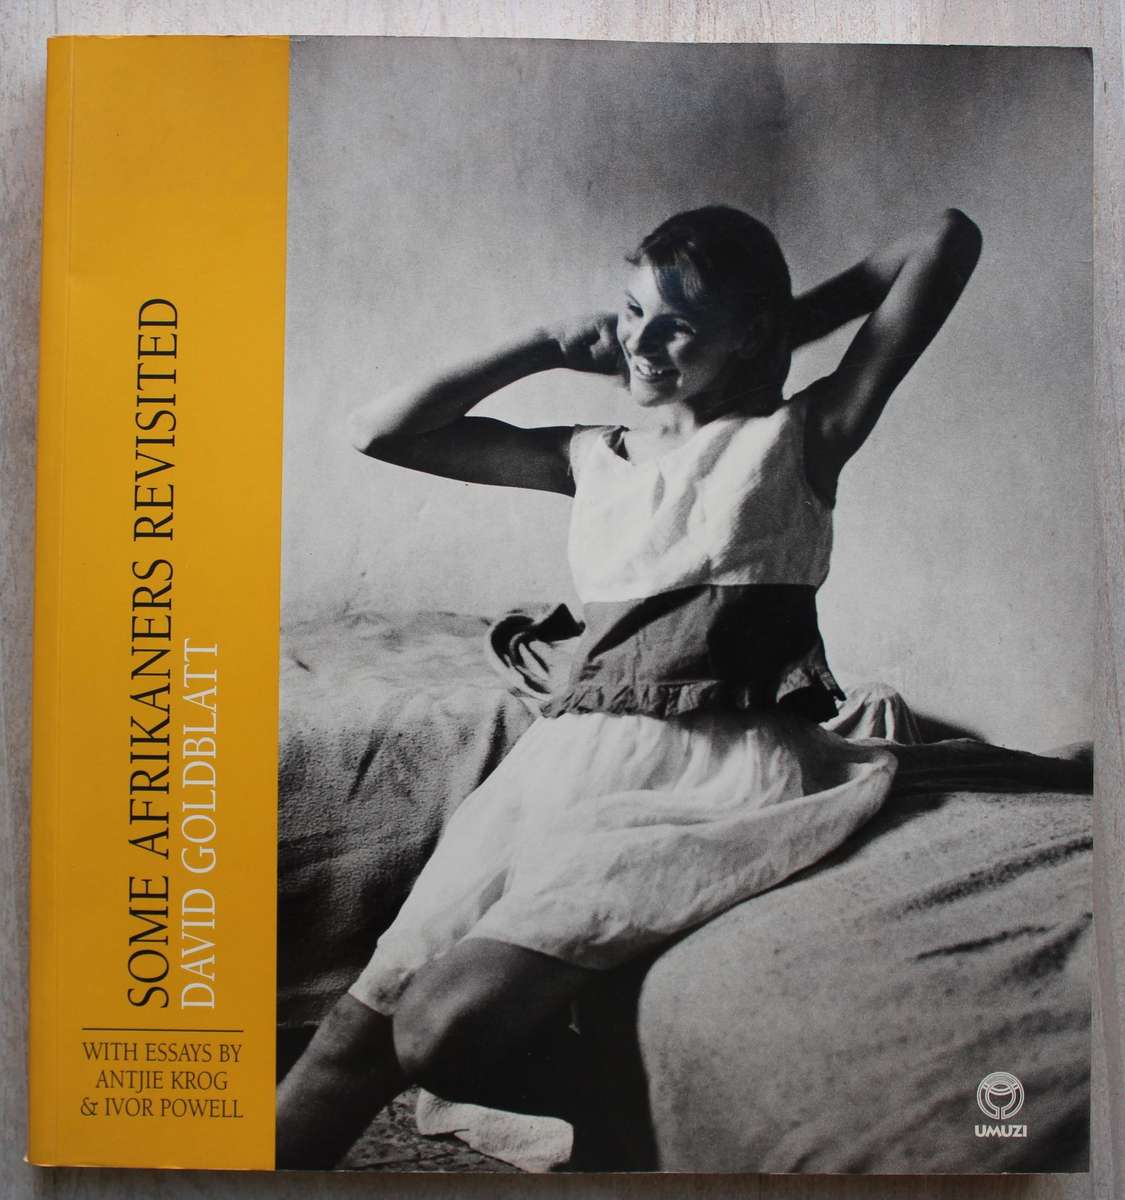 SOME AFRIKANERS REVISITED
DAVID GOLDBLATT
WITH ESSAYS BY
ANTJIE KROG
& IVOR POWELL
UMUZI